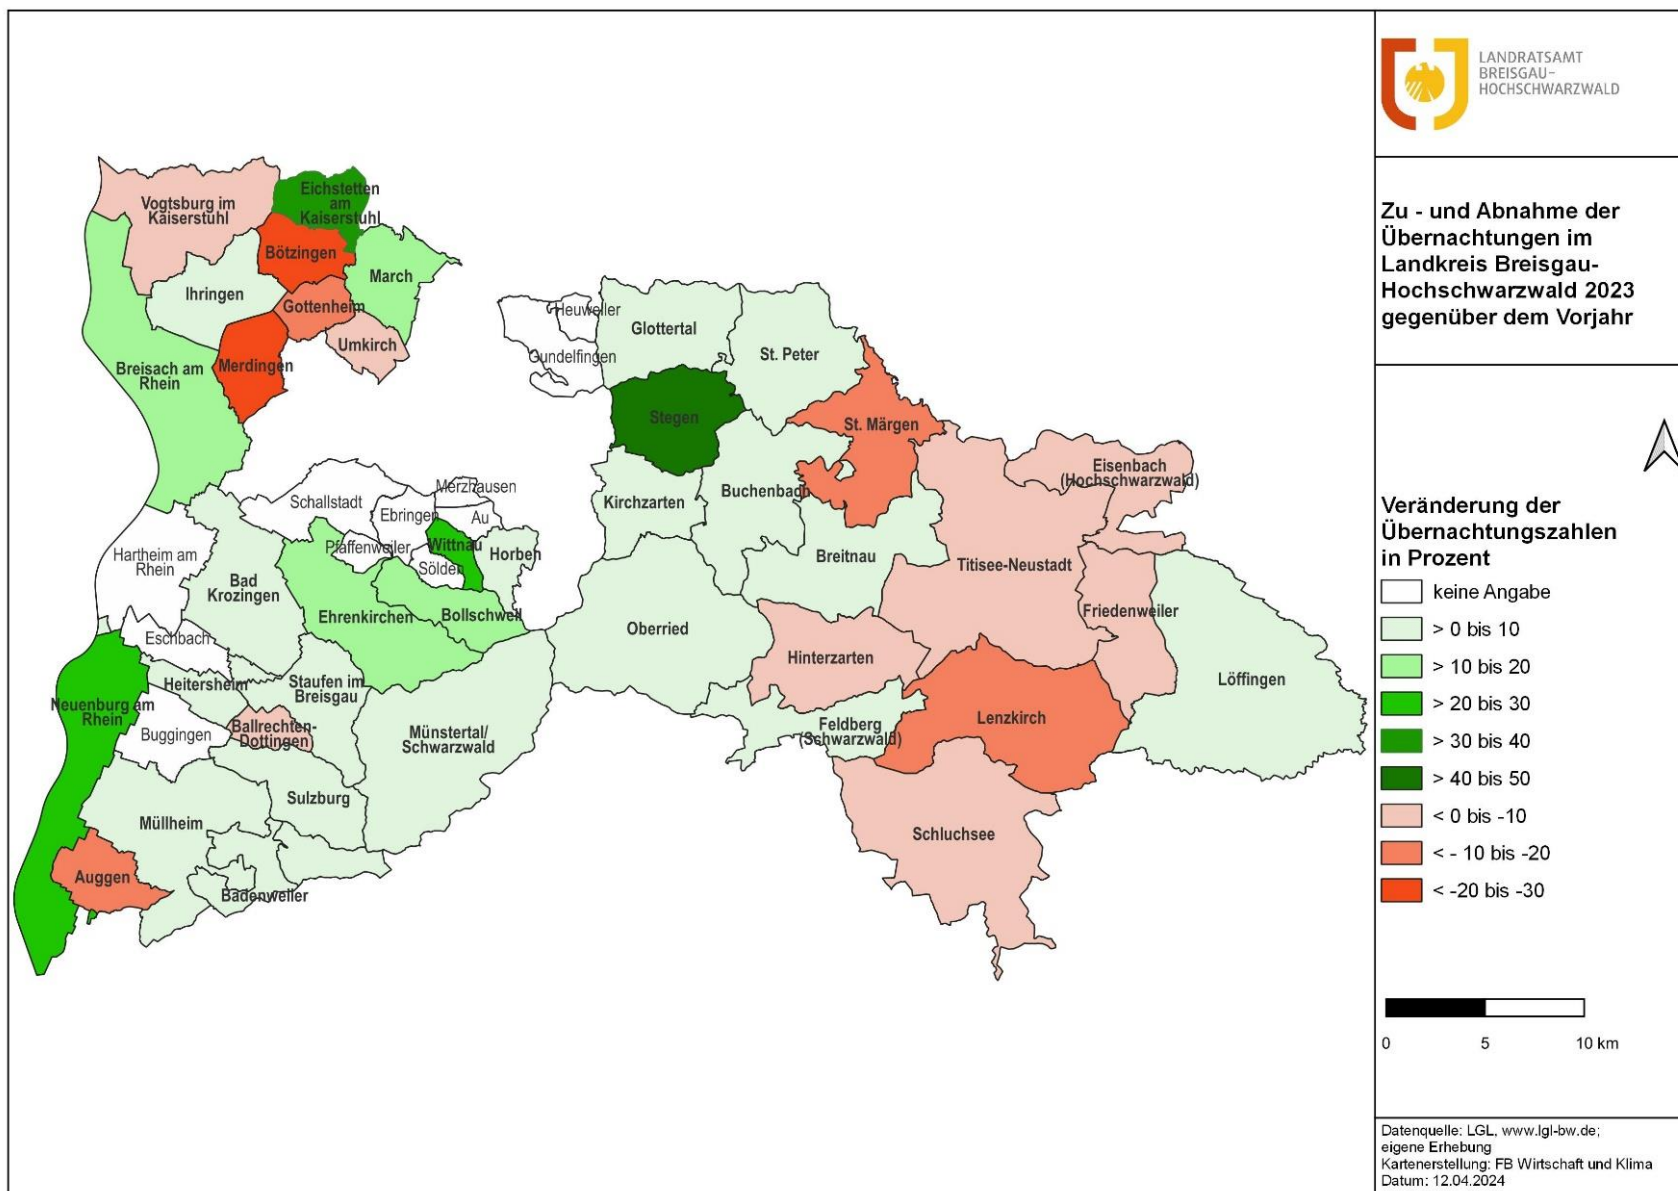 LANDRATSAMT
BREISGAU-
HOCHSCHWARZWALD
Zu - und Abnahme der
Übernachtungen im
Landkreis Breisgau-
Hochschwarzwald 2023
gegenüber dem Vorjahr
Veränderung der
Übernachtungszahlen
in Prozent
keine Angabe
> 0 bis 10
> 10 bis 20
> 20 bis 30
> 30 bis 40
> 40 bis 50
< 0 bis -10
< - 10 bis -20
< -20 bis -30
0 5 10 km
Datenquelle: LGL, www.lgl-bw.de;
eigene Erhebung
Kartenerstellung: FB Wirtschaft und Klima
Datum: 12.04.2024
Vogtsburg im
Kaiserstuhl
Eichstetten
am
Kaiserstuhl
Bötzingen
March
Ihringen
Gottenheim
Umkirch
Merdingen
Breisach am
Rhein
Heuweiler
Gundelfingen
Glottertal
St. Peter
Stegen
St. Märgen
Eisenbach
(Hochschwarzwald)
Buchenbach
Kirchzarten
Breitnau
Titisee-Neustadt
Friedenweiler
Löffingen
Oberried
Hinterzarten
Feldberg
(Schwarzwald)
Lenzkirch
Schluchsee
Schallstadt
Merzhausen
Ebringen
Au
Pfaffenweiler
Wittnau
Sölden
Horben
Hartheim am
Rhein
Bad
Krozingen
Ehrenkirchen
Bollschweil
Eschbach
Heitersheim
Staufen im
Breisgau
Neuenburg am
Rhein
Buggingen
Ballrechten-
Dottingen
Münstertal/
Schwarzwald
Sulzburg
Müllheim
Auggen
Badenweiler